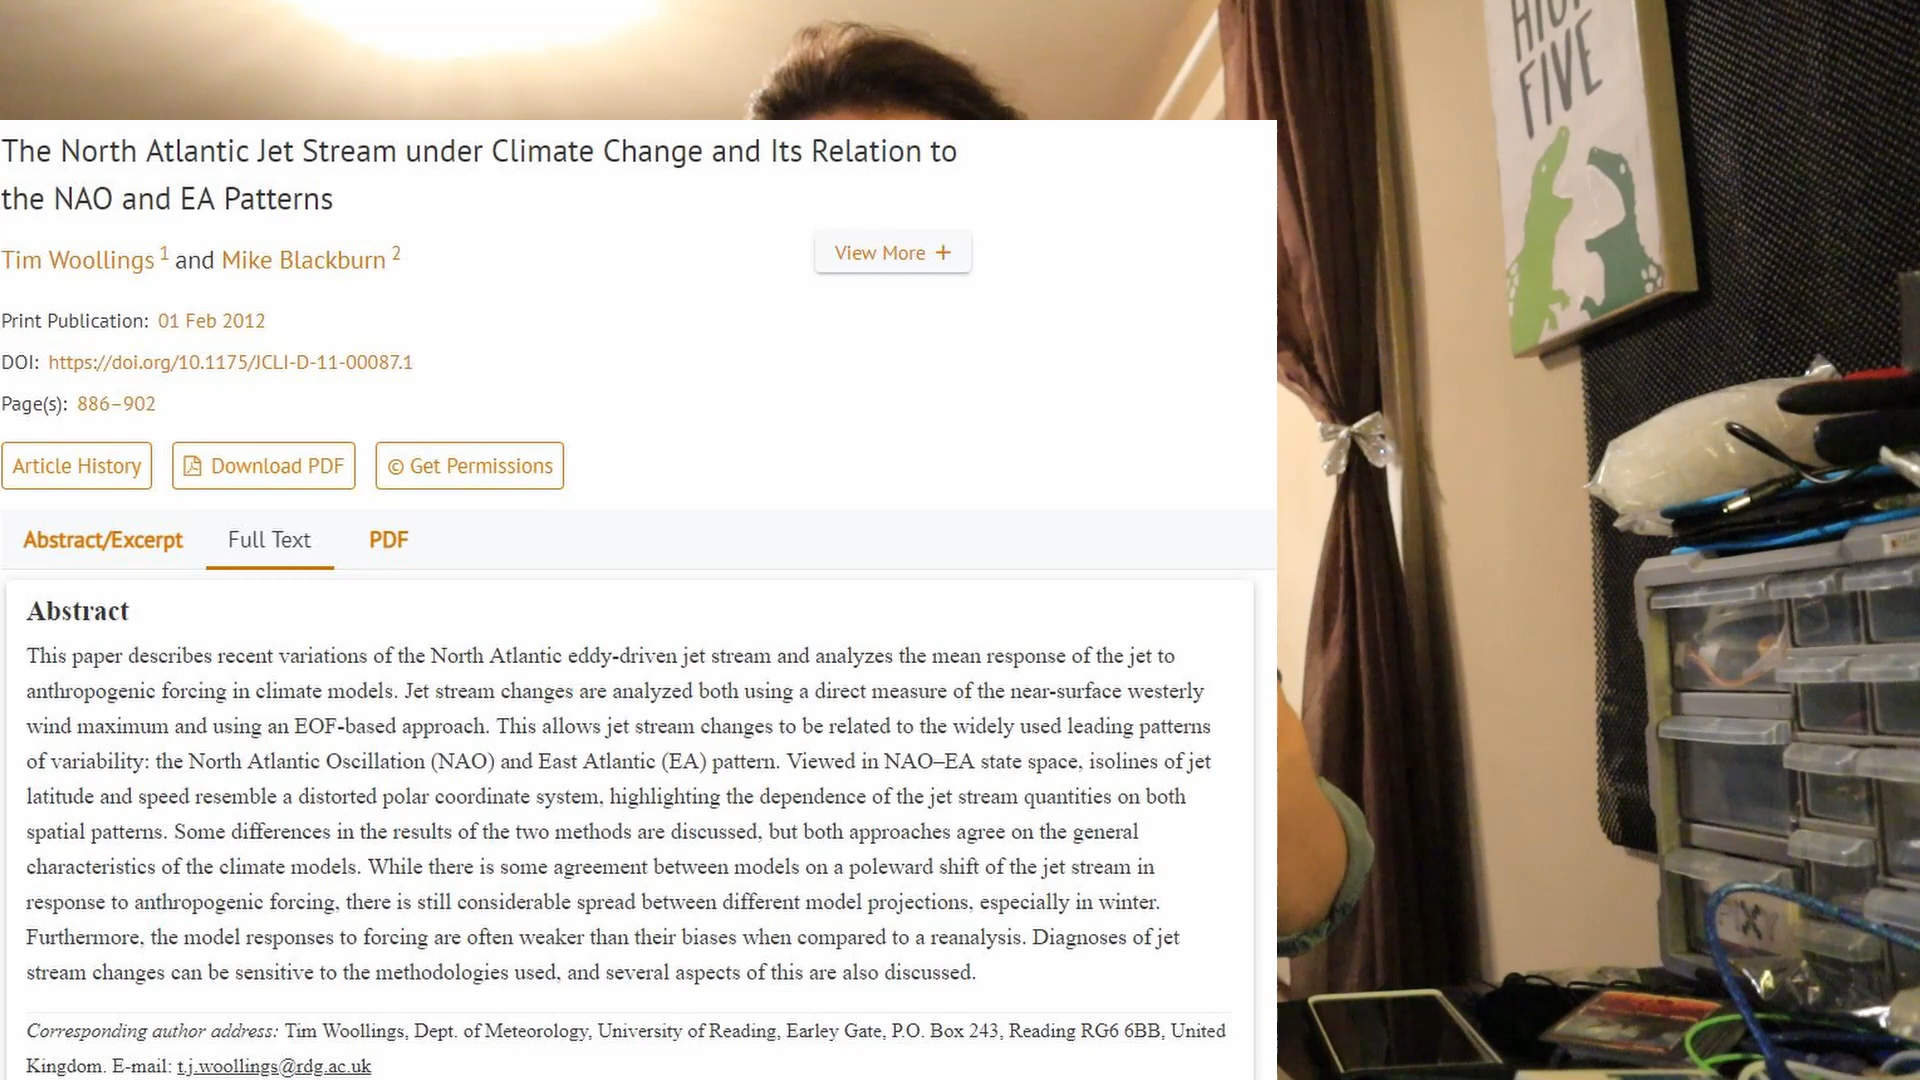 HIGH
FIVE
The North Atlantic Jet Stream under Climate Change and Its Relation to
the NAO and EA Patterns
Tim Woollings 1 and Mike Blackburn 2
View More +
Print Publication: 01 Feb 2012
DOI: https://doi.org/10.1175/JCLI-D-11-00087.1
Page(s): 886–902
Article History Download PDF © Get Permissions
Abstract/Excerpt Full Text PDF
Abstract
This paper describes recent variations of the North Atlantic eddy-driven jet stream and analyzes the mean response of the jet to
anthropogenic forcing in climate models. Jet stream changes are analyzed both using a direct measure of the near-surface westerly
wind maximum and using an EOF-based approach. This allows jet stream changes to be related to the widely used leading patterns
of variability: the North Atlantic Oscillation (NAO) and East Atlantic (EA) pattern. Viewed in NAO–EA state space, isolines of jet
latitude and speed resemble a distorted polar coordinate system, highlighting the dependence of the jet stream quantities on both
spatial patterns. Some differences in the results of the two methods are discussed, but both approaches agree on the general
characteristics of the climate models. While there is some agreement between models on a poleward shift of the jet stream in
response to anthropogenic forcing, there is still considerable spread between different model projections, especially in winter.
Furthermore, the model responses to forcing are often weaker than their biases when compared to a reanalysis. Diagnoses of jet
stream changes can be sensitive to the methodologies used, and several aspects of this are also discussed.
Corresponding author address: Tim Woollings, Dept. of Meteorology, University of Reading, Earley Gate, P.O. Box 243, Reading RG6 6BB, United
Kingdom. E-mail: t.j.woollings@rdg.ac.uk